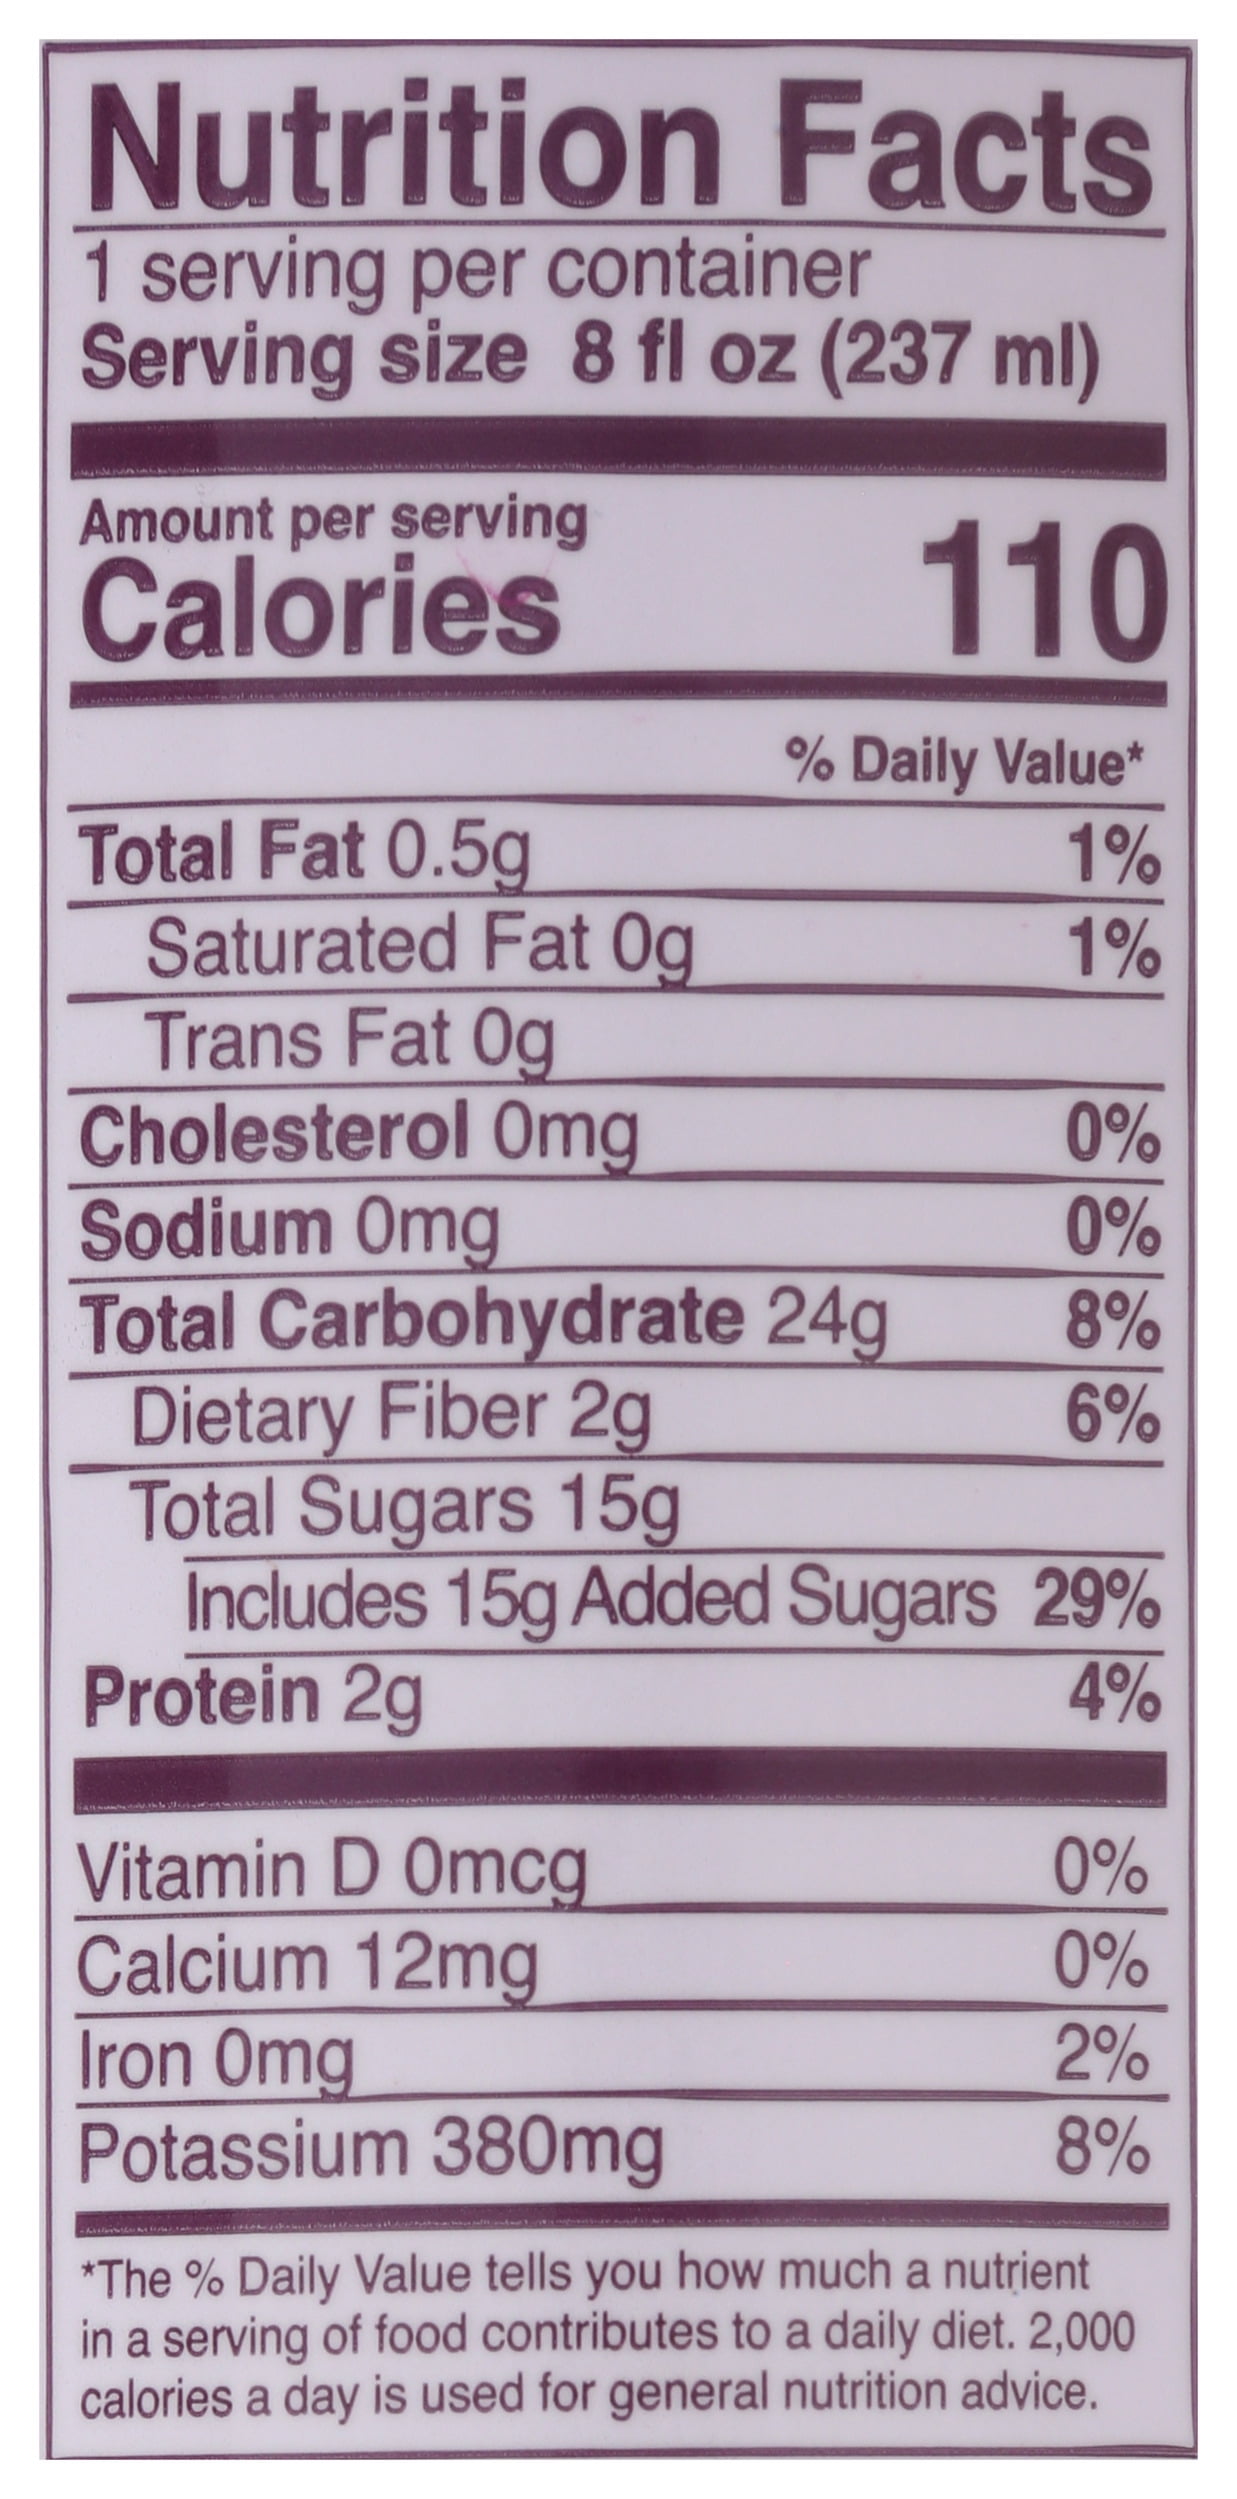 Nutrition Facts
1 serving per container
Serving size 8 fl oz (237 ml)
Amount per serving
Calories 110
% Daily Value*
Total Fat 0.5g 1%
Saturated Fat 0g 1%
Trans Fat 0g
Cholesterol 0mg 0%
Sodium 0mg 0%
Total Carbohydrate 24g 8%
Dietary Fiber 2g 6%
Total Sugars 15g
Includes 15g Added Sugars 29%
Protein 2g 4%
Vitamin D 0mcg 0%
Calcium 12mg 0%
Iron 0mg 2%
Potassium 380mg 8%
*The % Daily Value tells you how much a nutrient
in a serving of food contributes to a daily diet. 2,000
calories a day is used for general nutrition advice.